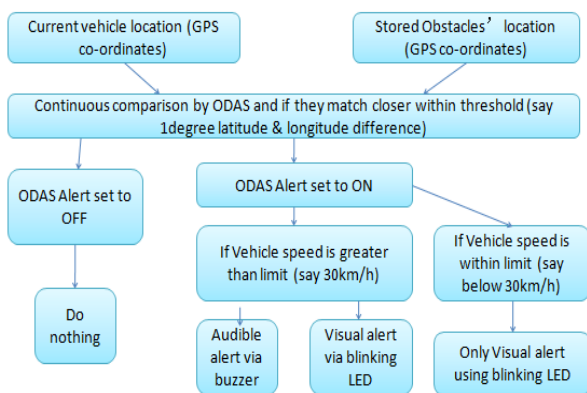 Current vehicle location (GPS
co-ordinates)
Stored Obstacles’ location
(GPS co-ordinates)
Continuous comparison by ODAS and if they match closer within threshold (say
1degree latitude & longitude difference)
ODAS Alert set to
OFF
ODAS Alert set to ON
If Vehicle speed is greater
than limit (say 30km/h)
If Vehicle speed is
within limit (say
below 30km/h)
Do
nothing
Audible
alert via
buzzer
Visual alert
via blinking
LED
Only Visual alert
using blinking LED